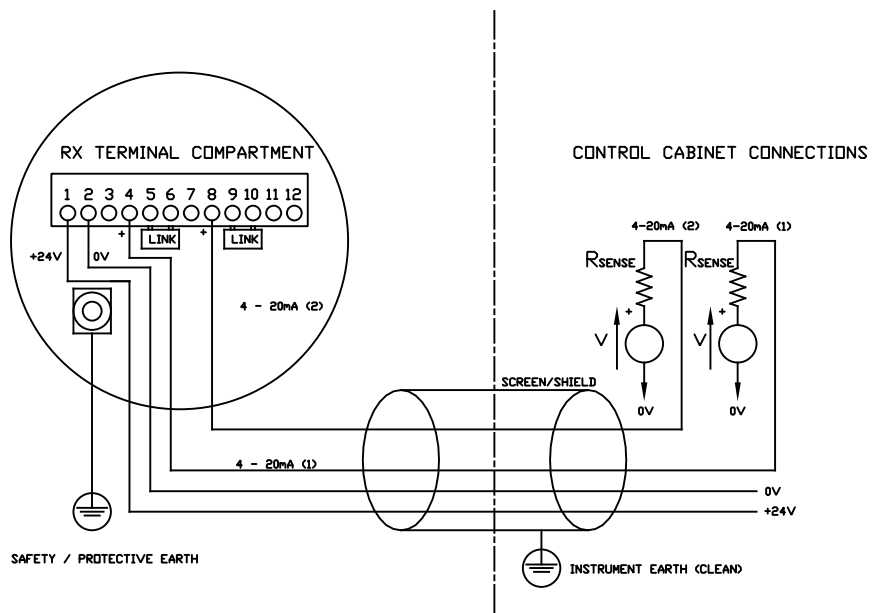 RX TERMINAL COMPARTMENT
CONTROL CABINET CONNECTIONS
1 2 3 4 5 6 7 8 9 10 11 12
+ LINK + LINK
4-20mA (2) 4-20mA (1)
+24V 0V
RSENSE RSENSE
4 - 20mA (2)
+ +
V V
SCREEN/SHIELD
0V 0V
4 - 20mA (1)
0V
+24V
SAFETY / PROTECTIVE EARTH
INSTRUMENT EARTH (CLEAN)